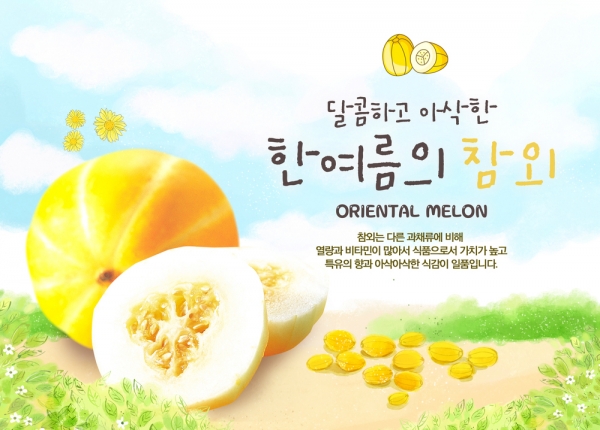 달콤하고 아삭한
한여름의 참외
ORIENTAL MELON
참외는 다른 과채류에 비해
열량과 비타민이 많아서 식품으로서 가치가 높고
특유의 향과 아삭아삭한 식감이 일품입니다.